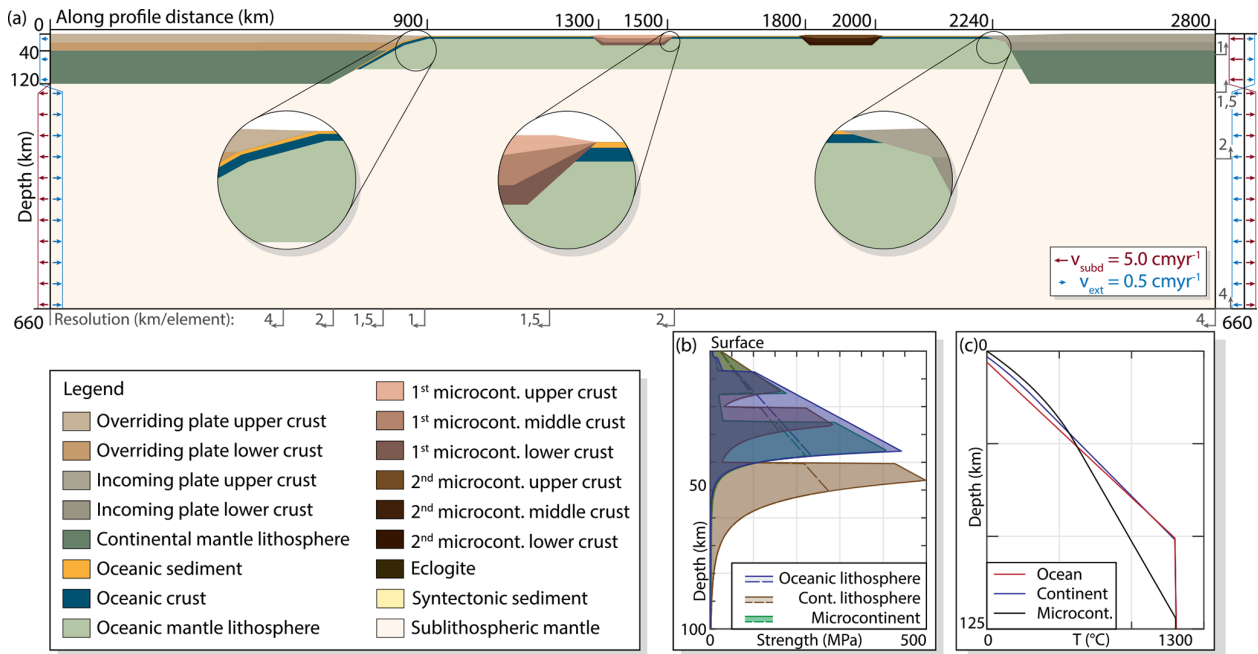 (a)
Along profile distance (km)
0 900 1300 1500 1800 2000 2240 2800
40
120
Depth (km)
660
1
1,5
2
4
v_subd = 5.0 cmyr⁻¹
v_ext = 0.5 cmyr⁻¹
660
Resolution (km/element): 4 2 1,5 1 1,5 2 4
Legend
Overriding plate upper crust
Overriding plate lower crust
Incoming plate upper crust
Incoming plate lower crust
Continental mantle lithosphere
Oceanic sediment
Oceanic crust
Oceanic mantle lithosphere
1st microcont. upper crust
1st microcont. middle crust
1st microcont. lower crust
2nd microcont. upper crust
2nd microcont. middle crust
2nd microcont. lower crust
Eclogite
Syntectonic sediment
Sublithospheric mantle
(b)
Surface
50
Depth (km)
100
Oceanic lithosphere
Cont. lithosphere
Microcontinent
0 Strength (MPa) 500
(c)
0
Depth (km)
125
Ocean
Continent
Microcont.
0 T (°C) 1300